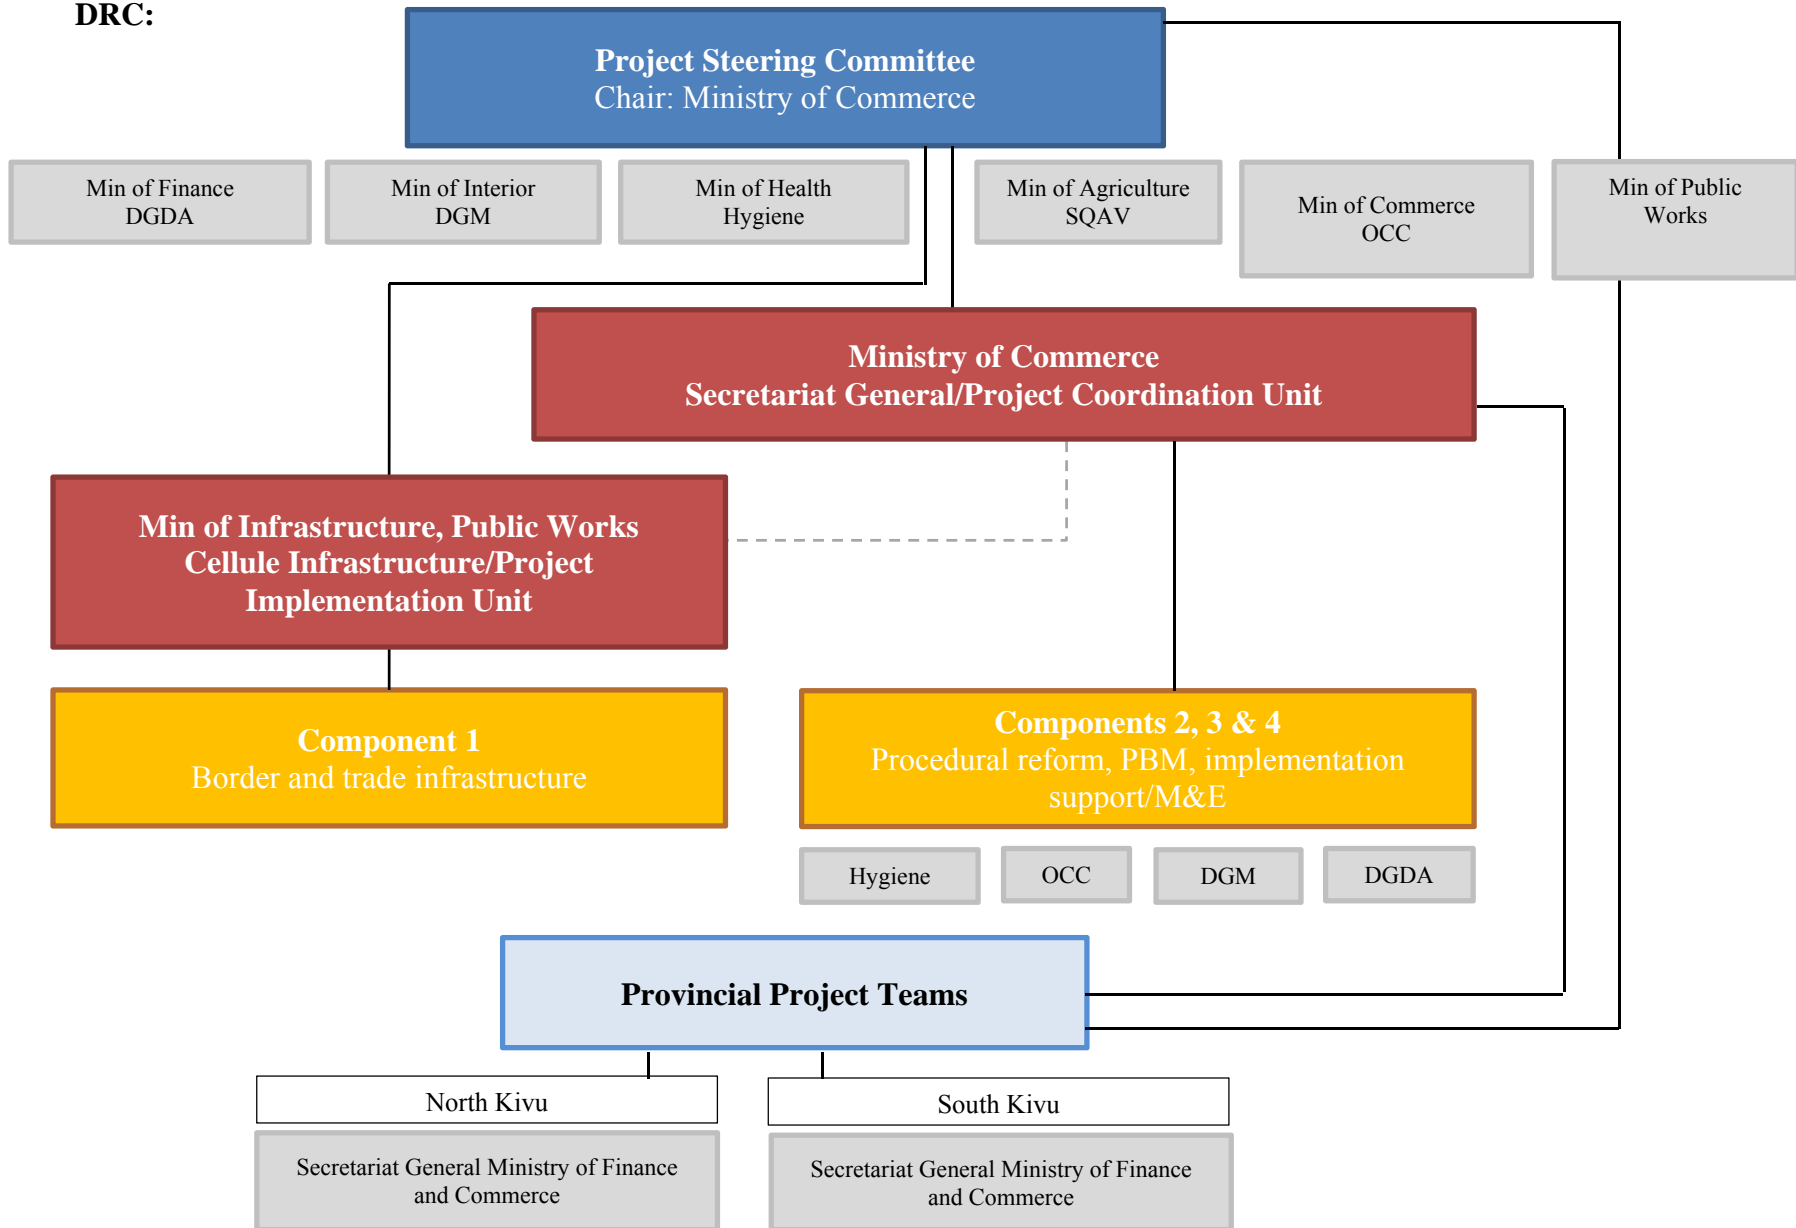 DRC:
Project Steering Committee
Chair: Ministry of Commerce
Min of Finance
DGDA
Min of Interior
DGM
Min of Health
Hygiene
Min of Agriculture
SQAV
Min of Commerce
OCC
Min of Public
Works
Ministry of Commerce
Secretariat General/Project Coordination Unit
Min of Infrastructure, Public Works
Cellule Infrastructure/Project
Implementation Unit
Component 1
Border and trade infrastructure
Components 2, 3 & 4
Procedural reform, PBM, implementation
support/M&E
Hygiene
OCC
DGM
DGDA
Provincial Project Teams
North Kivu
South Kivu
Secretariat General Ministry of Finance
and Commerce
Secretariat General Ministry of Finance
and Commerce